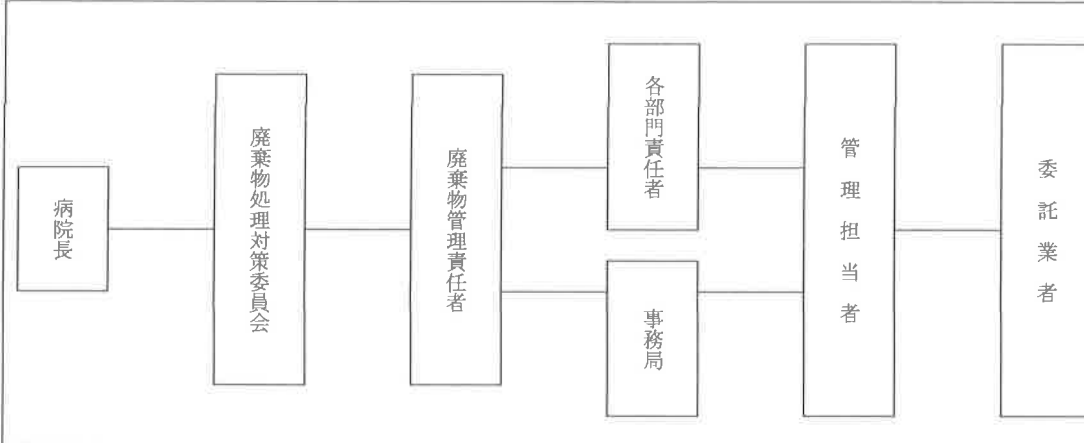 病院長
廃棄物処理対策委員会
廃棄物管理責任者
各部門責任者
事務局
管理担当者
委託業者